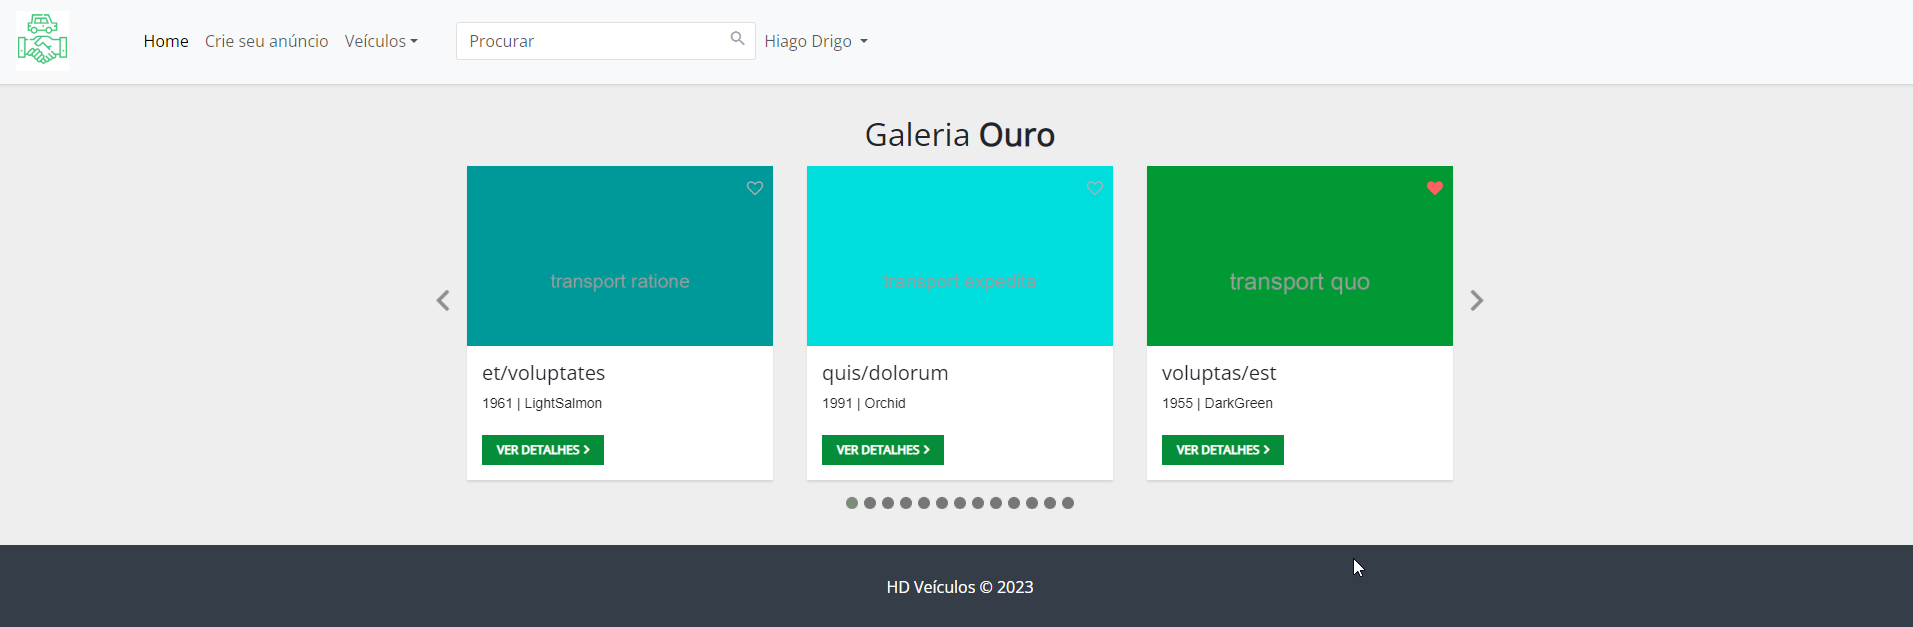 Home Crie seu anúncio Veículos Procurar Hiago Drigo
Galeria Ouro
transport ratione
transport expedita
transport quo
et/voluptates
1961 | LightSalmon
VER DETALHES
quis/dolorum
1991 | Orchid
VER DETALHES
voluptas/est
1955 | DarkGreen
VER DETALHES
HD Veículos © 2023